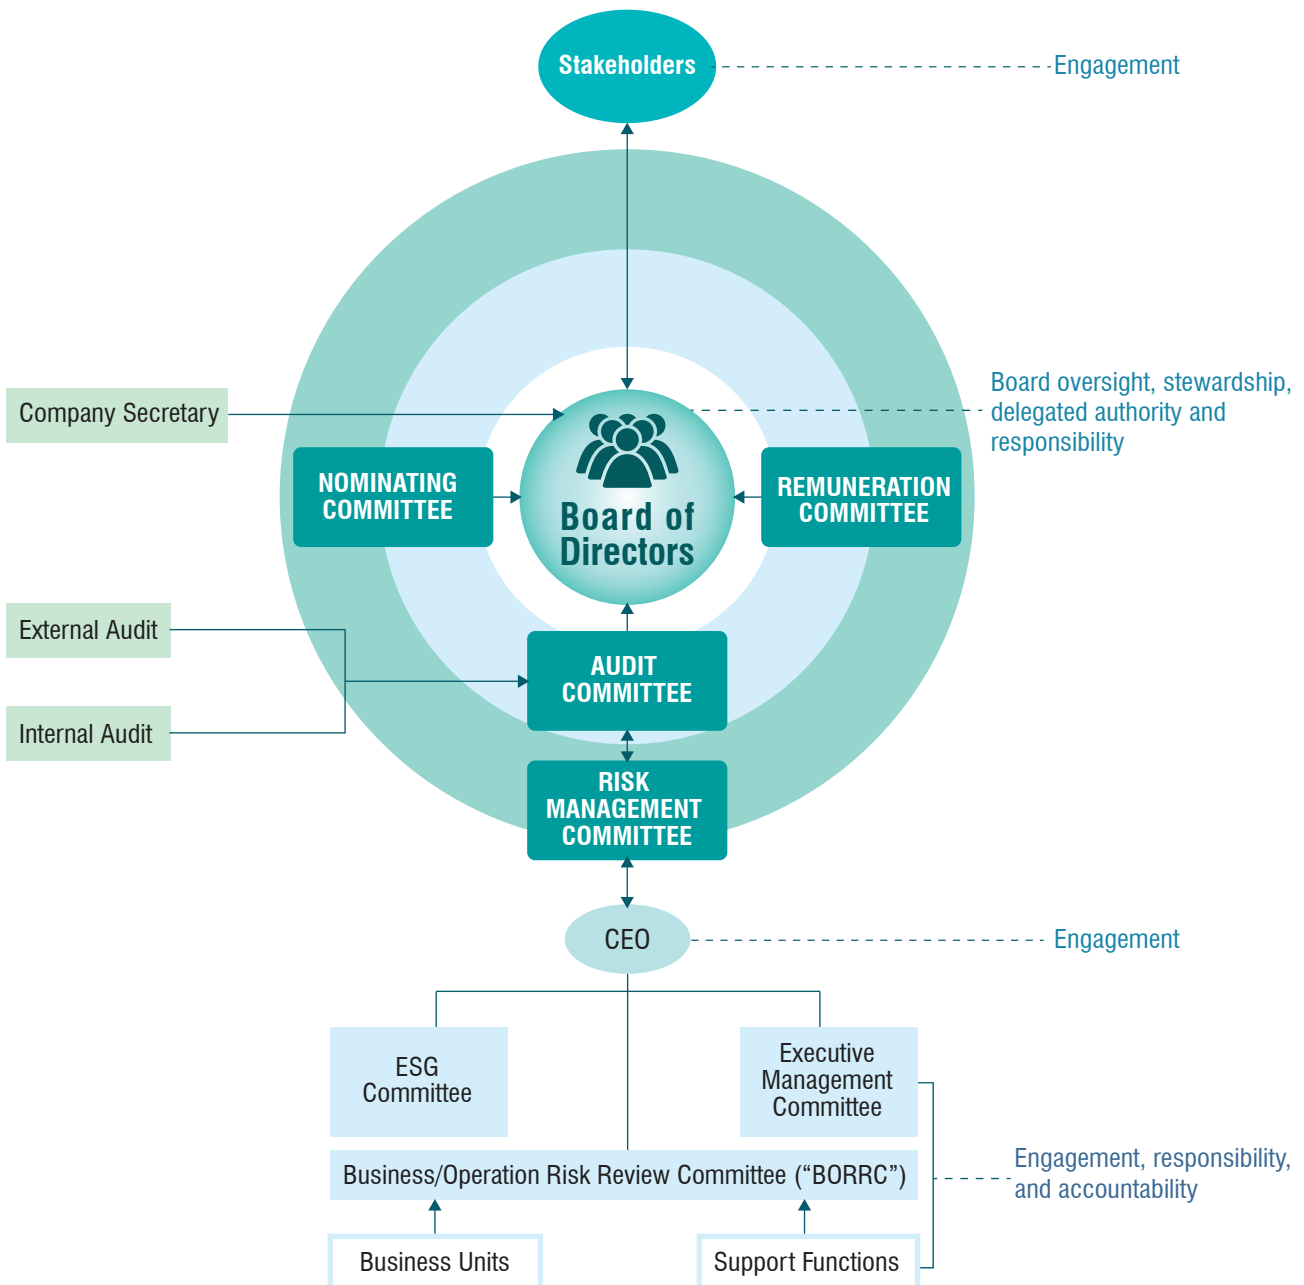 Stakeholders
Engagement
Company Secretary
Board oversight, stewardship,
delegated authority and
responsibility
NOMINATING
COMMITTEE
Board of
Directors
REMUNERATION
COMMITTEE
External Audit
Internal Audit
AUDIT
COMMITTEE
RISK
MANAGEMENT
COMMITTEE
CEO
Engagement
ESG
Committee
Executive
Management
Committee
Business/Operation Risk Review Committee (“BORRC”)
Engagement, responsibility,
and accountability
Business Units
Support Functions